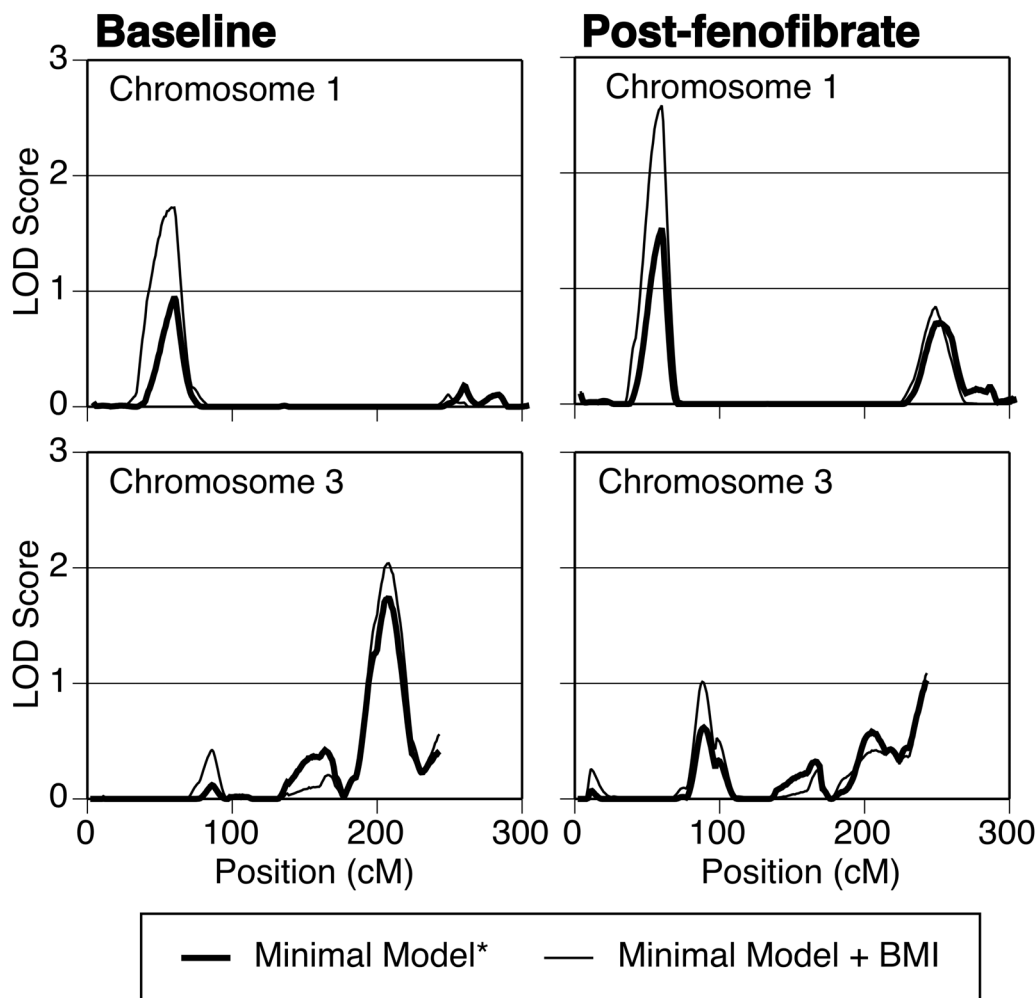 Baseline Post-fenofibrate
3
Chromosome 1 Chromosome 1
2
LOD Score
1
0
3
Chromosome 3 Chromosome 3
2
LOD Score
1
0
0 100 200 300 0 100 200 300
Position (cM) Position (cM)
Minimal Model* Minimal Model + BMI